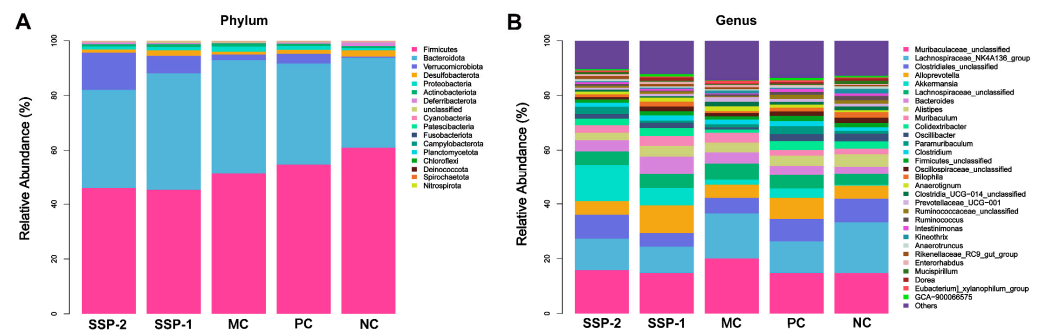 A
Phylum
Relative Abundance (%)
100
80
60
40
20
0
SSP-2 SSP-1 MC PC NC
Firmicutes
Bacteroidota
Verrucomicrobiota
Desulfobacterota
Proteobacteria
Actinobacteriota
Deferribacterota
unclassified
Cyanobacteria
Patescibacteria
Fusobacteriota
Campylobacterota
Planctomycetota
Chloroflexi
Deinococcota
Spirochaetota
Nitrospirota
B
Genus
Relative Abundance (%)
100
80
60
40
20
0
SSP-2 SSP-1 MC PC NC
Muribaculaceae_unclassified
Lachnospiraceae_NK4A136_group
Clostridiales_unclassified
Alloprevotella
Akkermansia
Lachnospiraceae_unclassified
Bacteroides
Alistipes
Muribaculum
Colidextribacter
Oscillibacter
Paramuribaculum
Clostridium
Firmicutes_unclassified
Oscillospiraceae_unclassified
Bilophila
Anaerotignum
Clostridia_UCG-014_unclassified
Prevotellaceae_UCG-001
Ruminococcaceae_unclassified
Ruminococcus
Intestinimonas
Kineothrix
Anaerotruncus
Rikenellaceae_RC9_gut_group
Enterorhabdus
Mucispirillum
Dorea
Eubacterium]_xylanophilum_group
GCA-900066575
Others